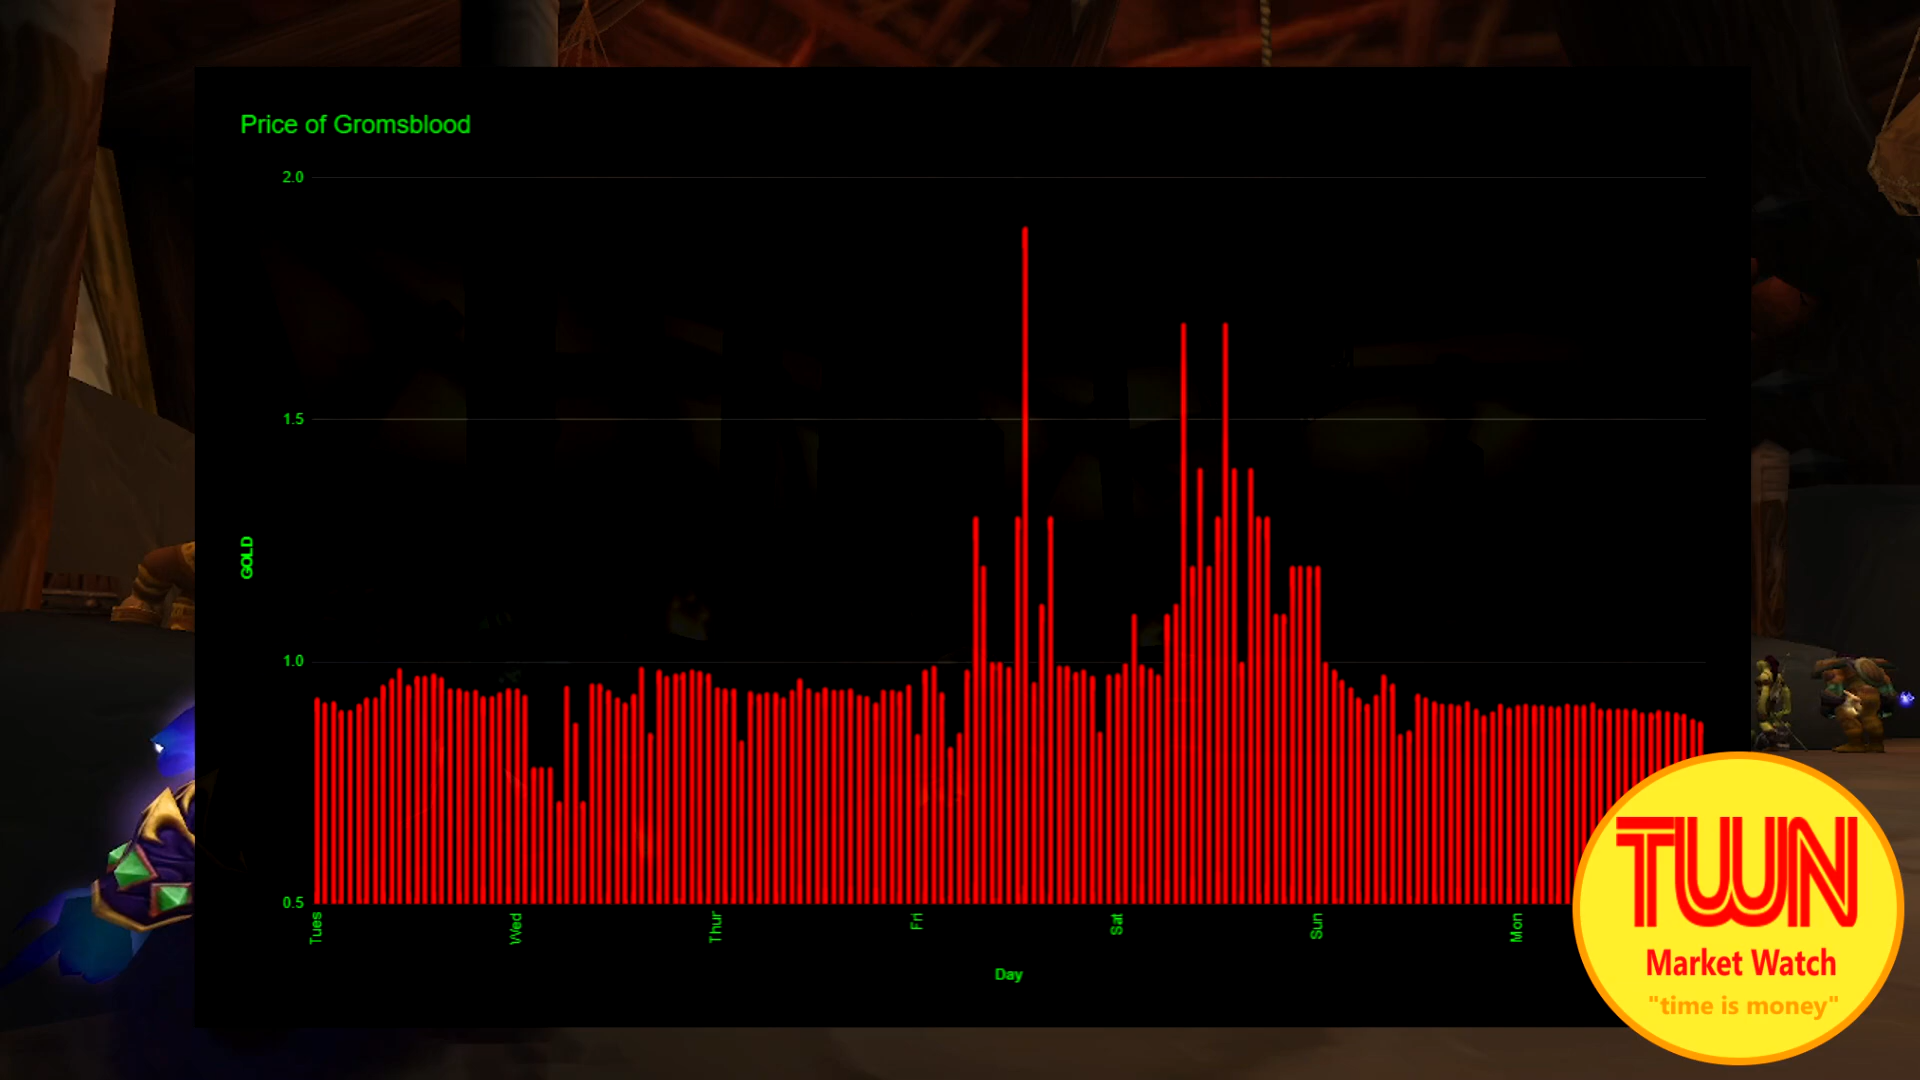 Price of Gromsblood
2.0
1.5
1.0
0.5
GOLD
Tues
Wed
Thur
Fri
Sat
Sun
Mon
Day
TWN
Market Watch
"time is money"